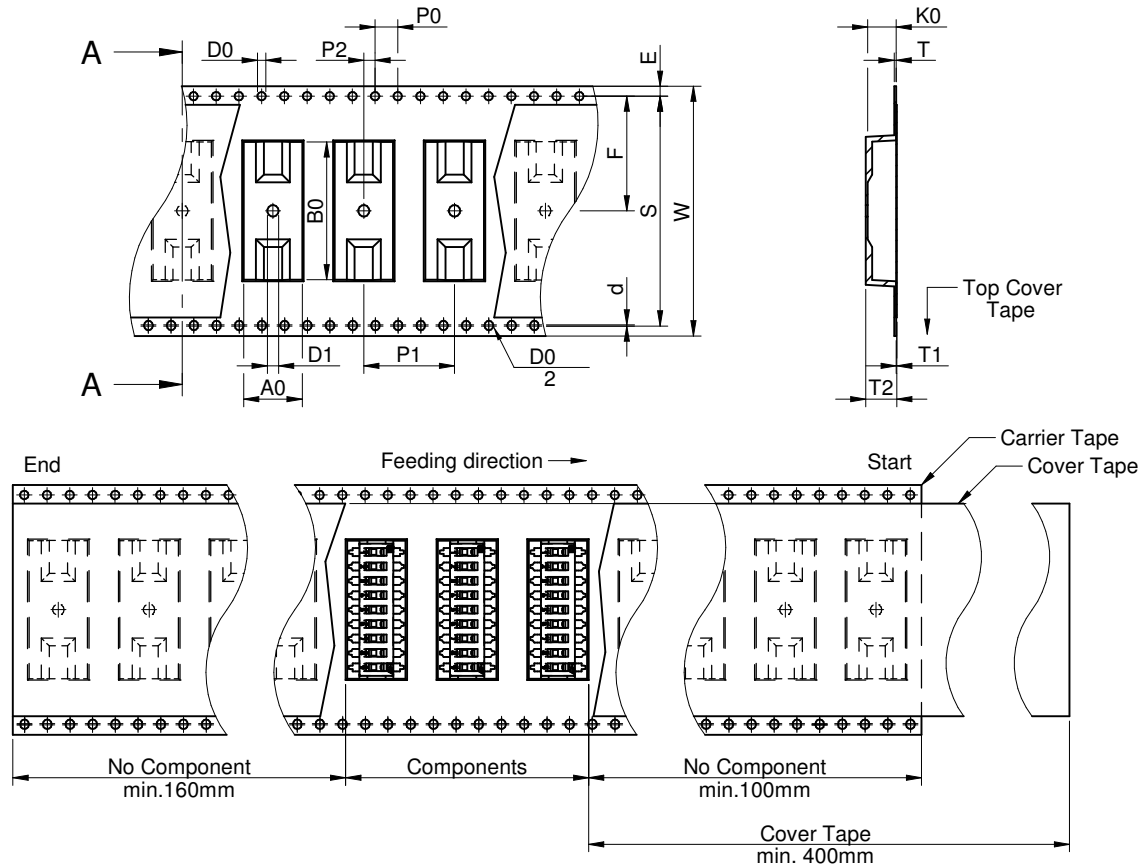 P0
K0
A
D0
P2
T
E
F
B0
S
W
d
Top Cover
Tape
D1
P1
D0
2
T1
A
A0
T2
Carrier Tape
End
Feeding direction
Start
Cover Tape
No Component
min.160mm
Components
No Component
min.100mm
Cover Tape
min. 400mm